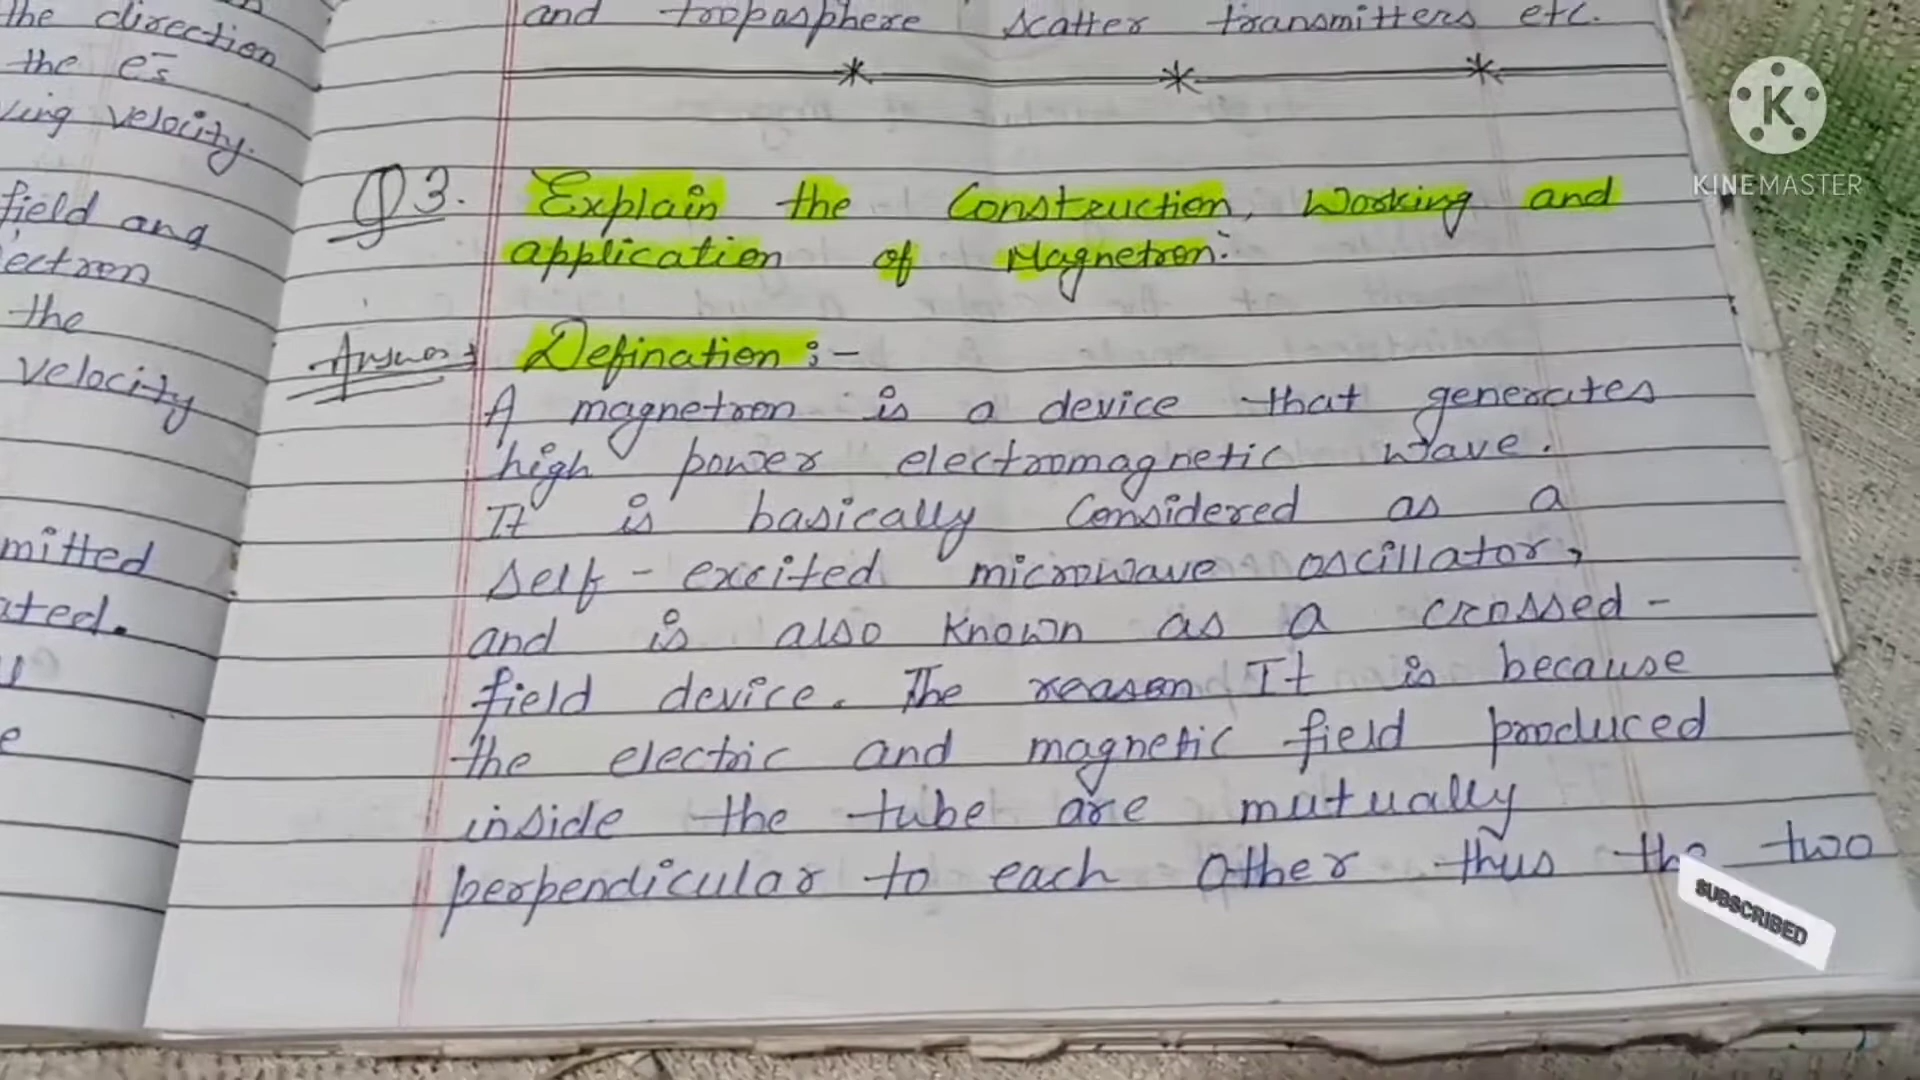 the direction
the e⁻s
ving velocity.
field and
ectron
the
velocity
mitted
ated.
e
and troposphere scatter transmitters etc.
Q3. Explain the Construction, Working and
application of Magnetron:
Answer → Defination :-
A magnetron is a device that generates
high power electromagnetic wave.
It is basically Considered as a
self - excited microwave oscillator,
and is also known as a crossed -
field device. The reason It is because
the electric and magnetic field produced
inside the tube are mutually
perpendicular to each other thus the two
K
KINEMASTER
SUBSCRIBED